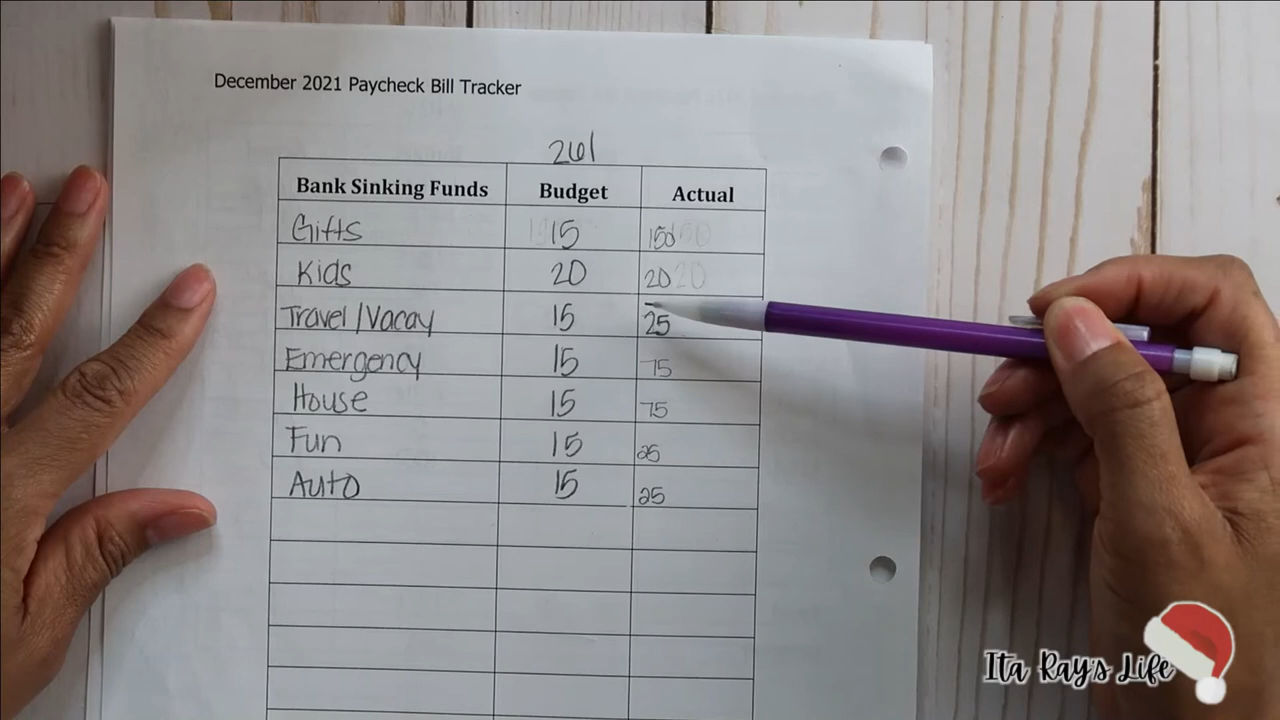 December 2021 Paycheck Bill Tracker
261
Bank Sinking Funds Budget Actual
Gifts 15 150
Kids 20 20
Travel/Vacay 15 25
Emergency 15 75
House 15 75
Fun 15 25
Auto 15 25
Ita Ray's Life